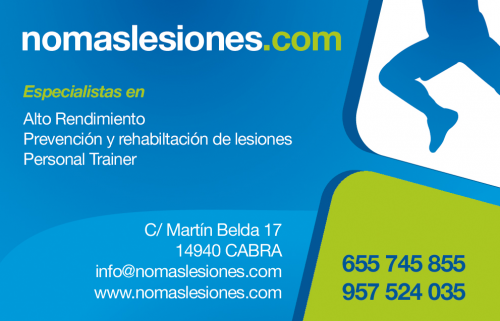 nomaslesiones.com
Especialistas en
Alto Rendimiento
Prevención y rehabiltación de lesiones
Personal Trainer
C/ Martín Belda 17
14940 CABRA
info@nomaslesiones.com
www.nomaslesiones.com
655 745 855
957 524 035